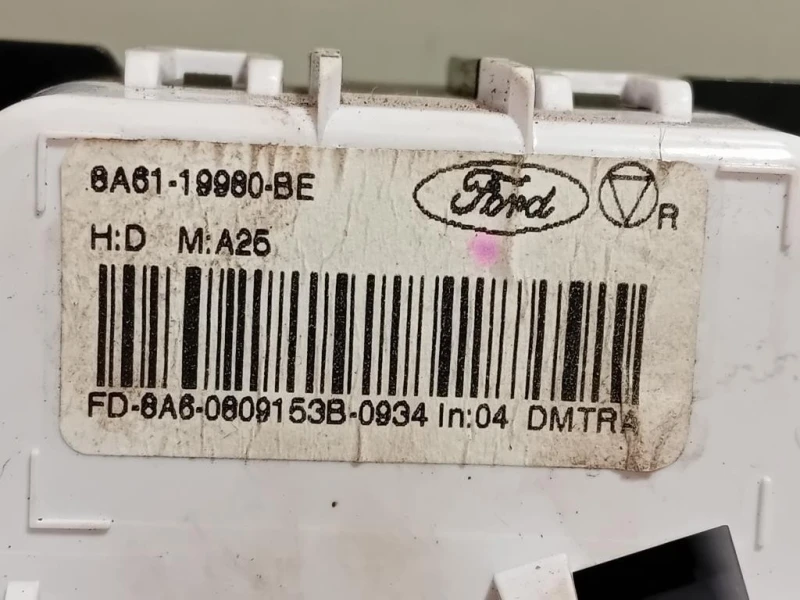 8A61-19980-BE
Ford
R
H:D M:A25
FD-8A6-0809153B-0934 In:04 DMTRA